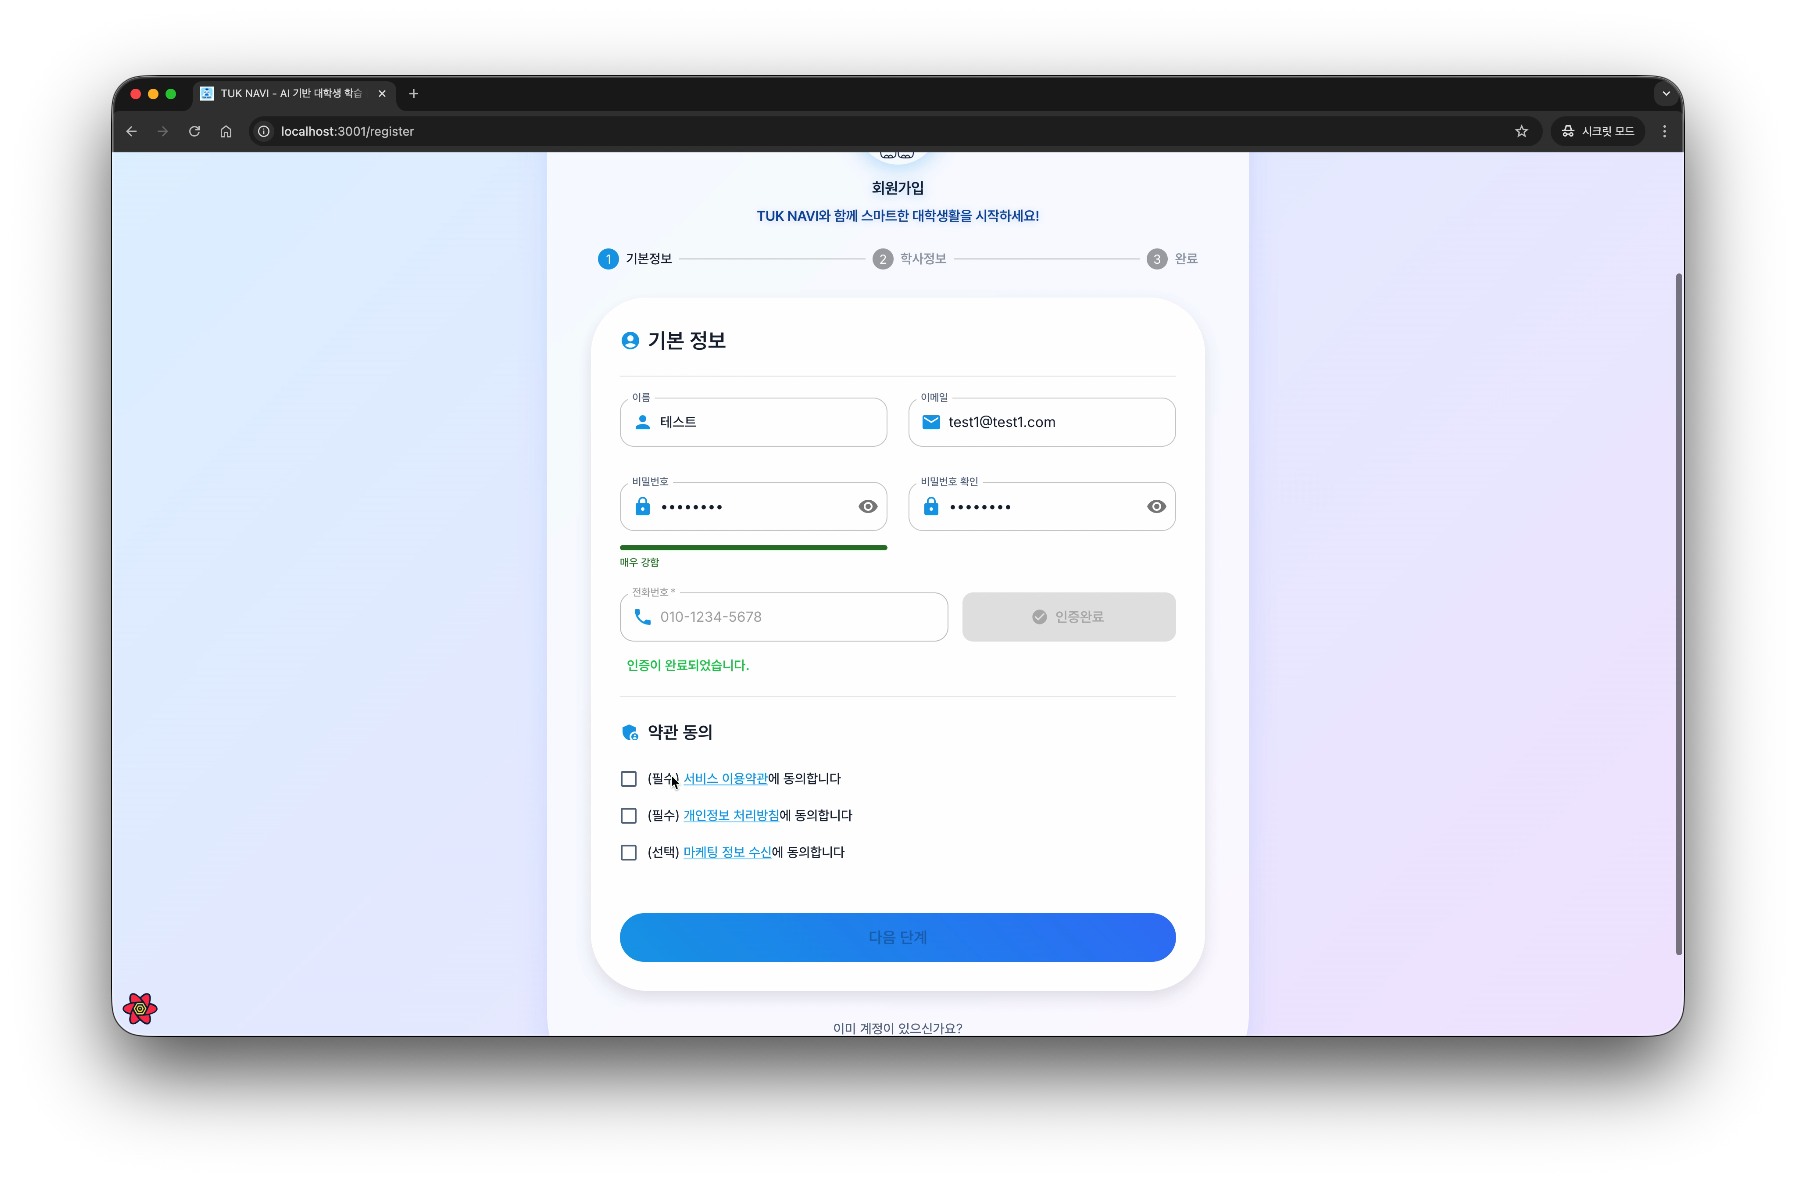 TUK NAVI - AI 기반 대학생 학습
localhost:3001/register
시크릿 모드
회원가입
TUK NAVI와 함께 스마트한 대학생활을 시작하세요!
1 기본정보 2 학사정보 3 완료
기본 정보
이름 이메일
테스트 test1@test1.com
비밀번호 비밀번호 확인
•••••••• ••••••••
매우 강함
전화번호 *
010-1234-5678 인증완료
인증이 완료되었습니다.
약관 동의
(필수) 서비스 이용약관에 동의합니다
(필수) 개인정보 처리방침에 동의합니다
(선택) 마케팅 정보 수신에 동의합니다
다음 단계
이미 계정이 있으신가요?